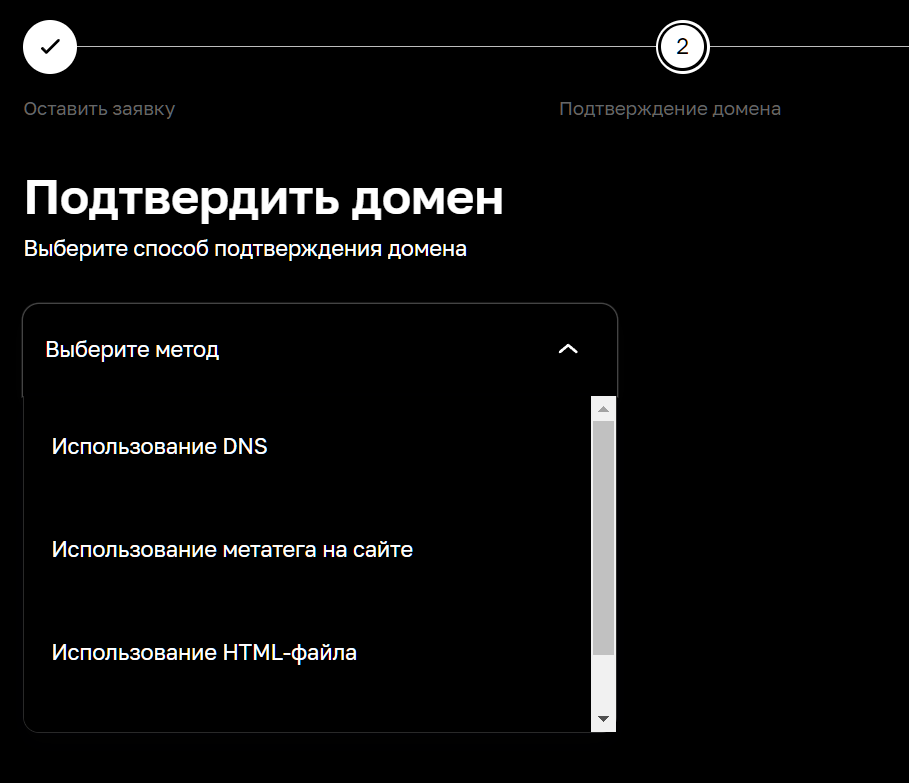 2
Оставить заявку
Подтверждение домена
Подтвердить домен
Выберите способ подтверждения домена
Выберите метод
Использование DNS
Использование метатега на сайте
Использование HTML-файла